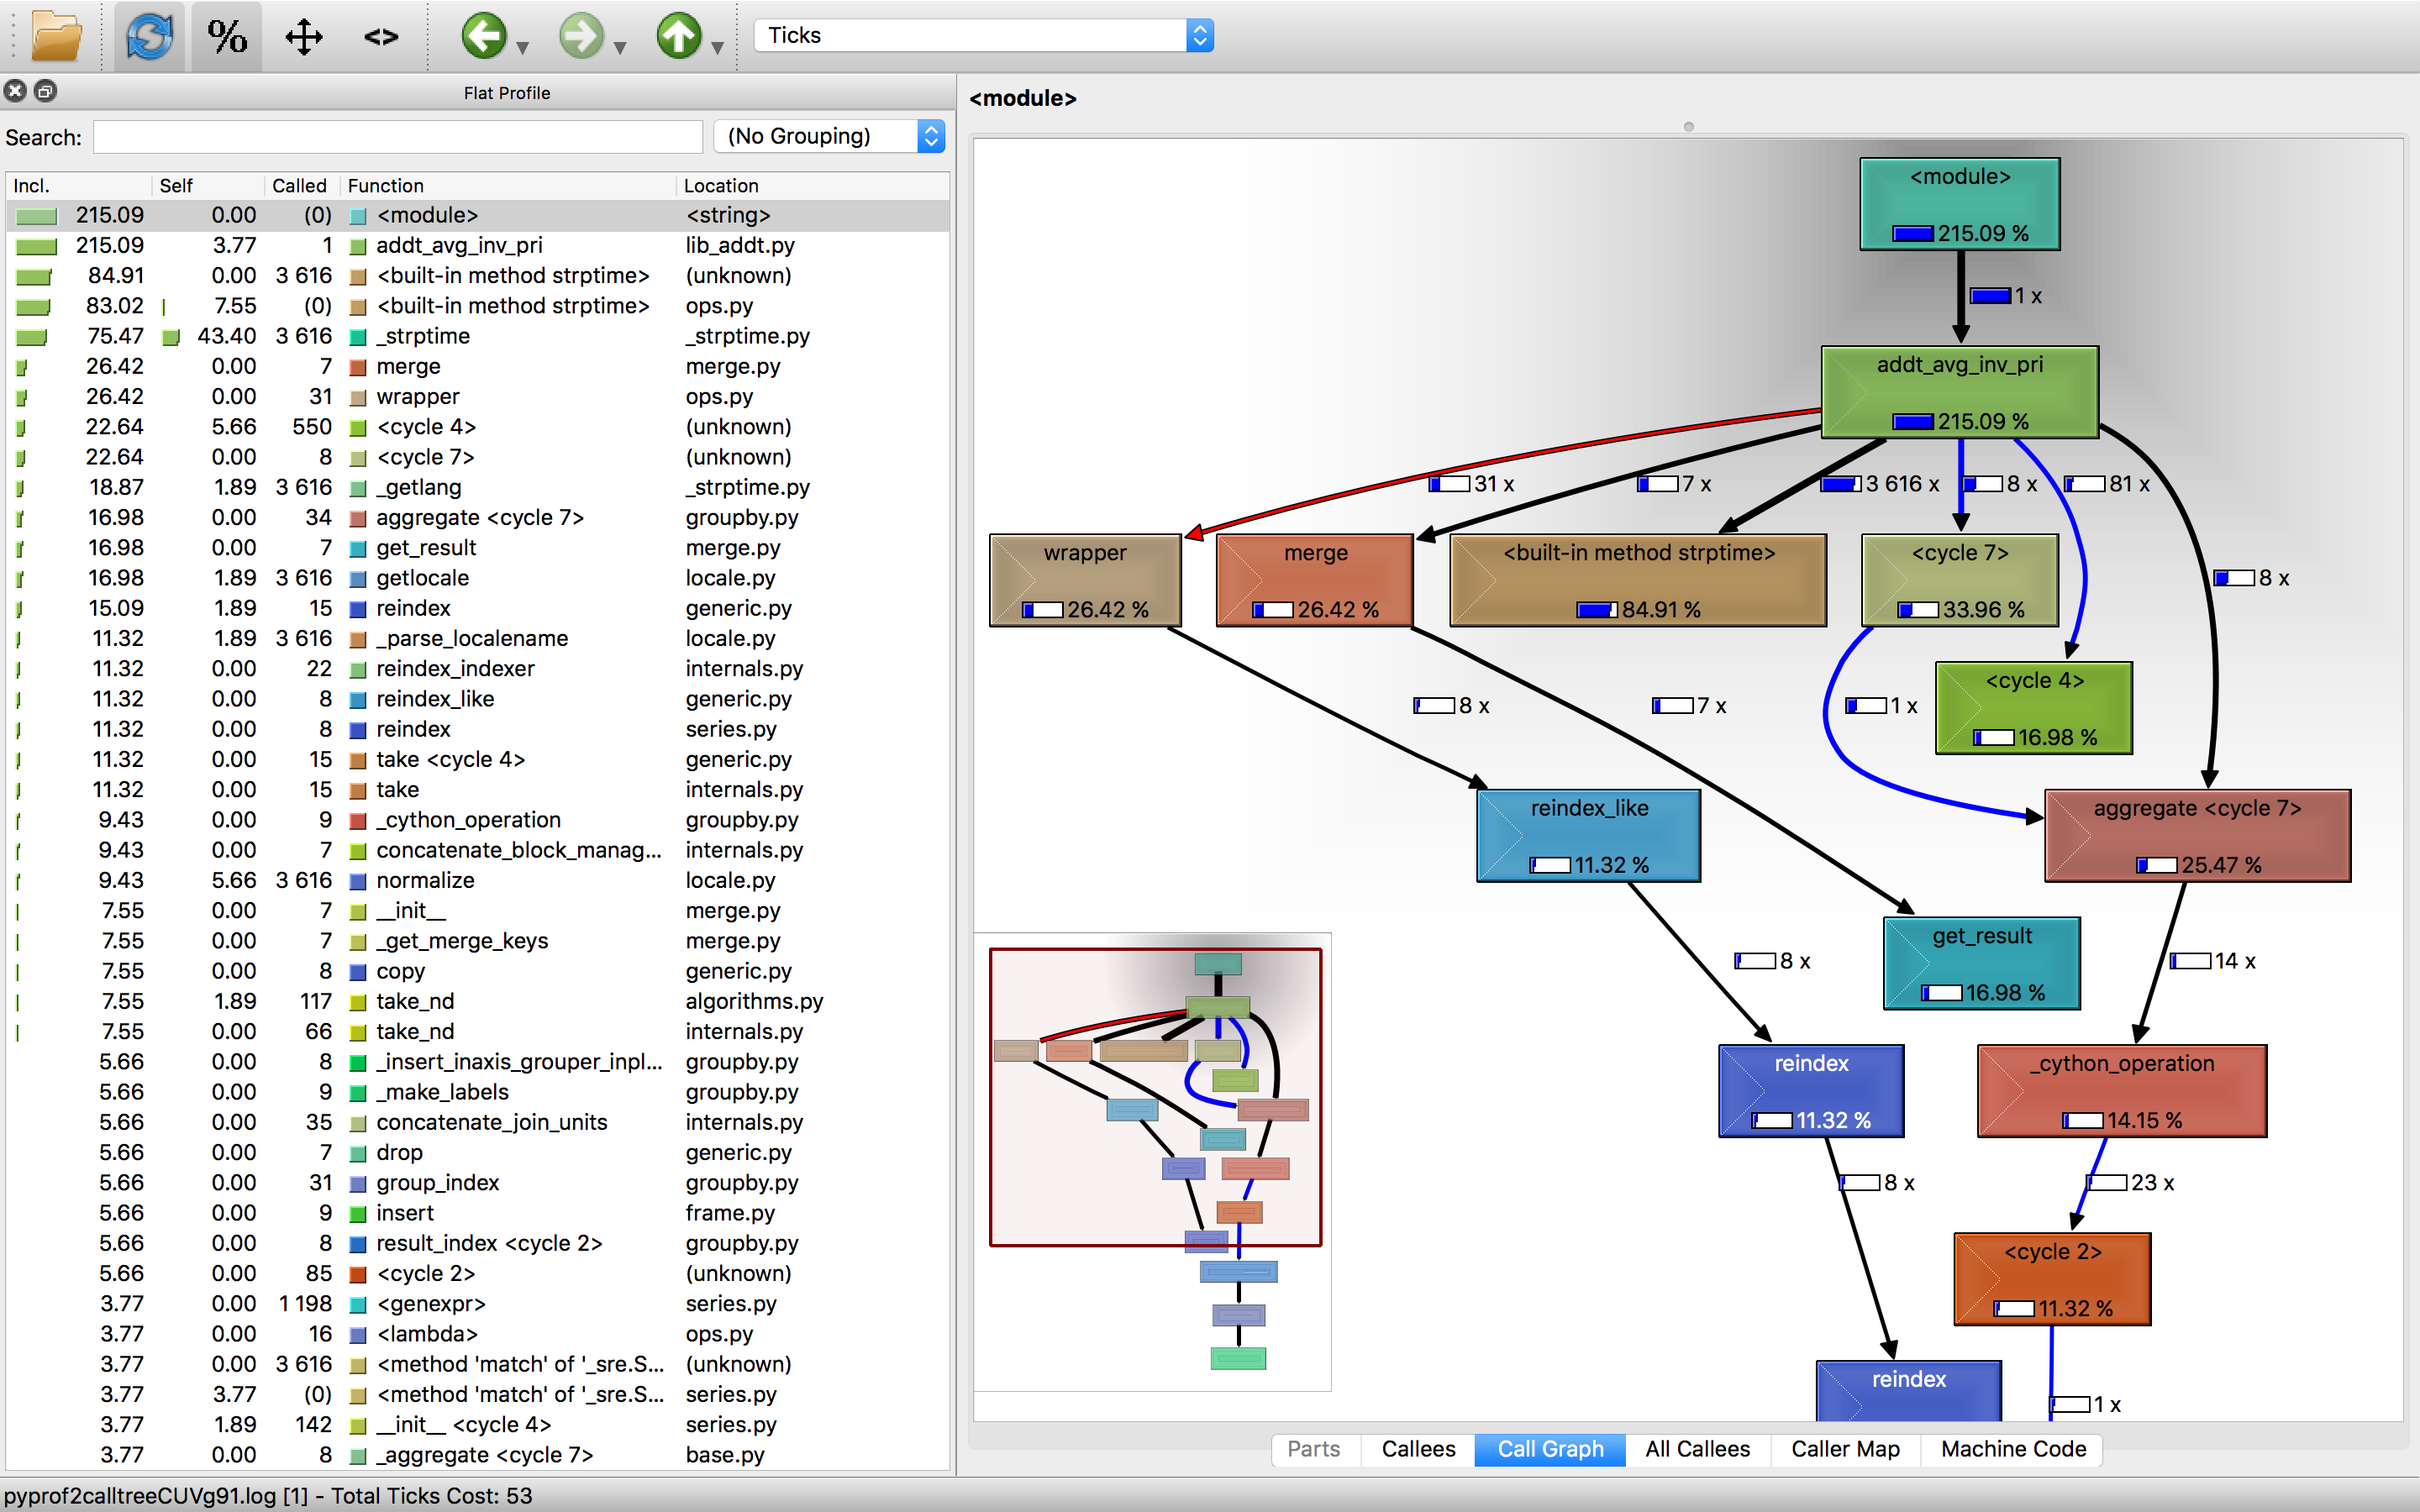 %
<>
Ticks
Flat Profile
Search:
(No Grouping)
Incl. Self Called Function Location
215.09 0.00 (0) <module> <string>
215.09 3.77 1 addt_avg_inv_pri lib_addt.py
84.91 0.00 3 616 <built-in method strptime> (unknown)
83.02 7.55 (0) <built-in method strptime> ops.py
75.47 43.40 3 616 _strptime _strptime.py
26.42 0.00 7 merge merge.py
26.42 0.00 31 wrapper ops.py
22.64 5.66 550 <cycle 4> (unknown)
22.64 0.00 8 <cycle 7> (unknown)
18.87 1.89 3 616 _getlang _strptime.py
16.98 0.00 34 aggregate <cycle 7> groupby.py
16.98 0.00 7 get_result merge.py
16.98 1.89 3 616 getlocale locale.py
15.09 1.89 15 reindex generic.py
11.32 1.89 3 616 _parse_localename locale.py
11.32 0.00 22 reindex_indexer internals.py
11.32 0.00 8 reindex_like generic.py
11.32 0.00 8 reindex series.py
11.32 0.00 15 take <cycle 4> generic.py
11.32 0.00 15 take internals.py
9.43 0.00 9 _cython_operation groupby.py
9.43 0.00 7 concatenate_block_manag... internals.py
9.43 5.66 3 616 normalize locale.py
7.55 0.00 7 __init__ merge.py
7.55 0.00 7 _get_merge_keys merge.py
7.55 0.00 8 copy generic.py
7.55 1.89 117 take_nd algorithms.py
7.55 0.00 66 take_nd internals.py
5.66 0.00 8 _insert_inaxis_grouper_inpl... groupby.py
5.66 0.00 9 _make_labels groupby.py
5.66 0.00 35 concatenate_join_units internals.py
5.66 0.00 7 drop generic.py
5.66 0.00 31 group_index groupby.py
5.66 0.00 9 insert frame.py
5.66 0.00 8 result_index <cycle 2> groupby.py
5.66 0.00 85 <cycle 2> (unknown)
3.77 0.00 1 198 <genexpr> series.py
3.77 0.00 16 <lambda> ops.py
3.77 0.00 3 616 <method 'match' of '_sre.S... (unknown)
3.77 3.77 (0) <method 'match' of '_sre.S... series.py
3.77 1.89 142 __init__ <cycle 4> series.py
3.77 0.00 8 _aggregate <cycle 7> base.py
<module>
<module>
215.09 %
1 x
addt_avg_inv_pri
215.09 %
31 x 7 x 3 616 x 8 x 81 x
wrapper merge <built-in method strptime> <cycle 7>
8 x
26.42 % 26.42 % 84.91 % 33.96 %
<cycle 4>
8 x 7 x 1 x
16.98 %
reindex_like aggregate <cycle 7>
11.32 % 25.47 %
get_result
8 x 14 x
16.98 %
reindex _cython_operation
11.32 % 14.15 %
8 x 23 x
<cycle 2>
11.32 %
reindex
1 x
Parts Callees Call Graph All Callees Caller Map Machine Code
pyprof2calltreeCUVg91.log [1] - Total Ticks Cost: 53